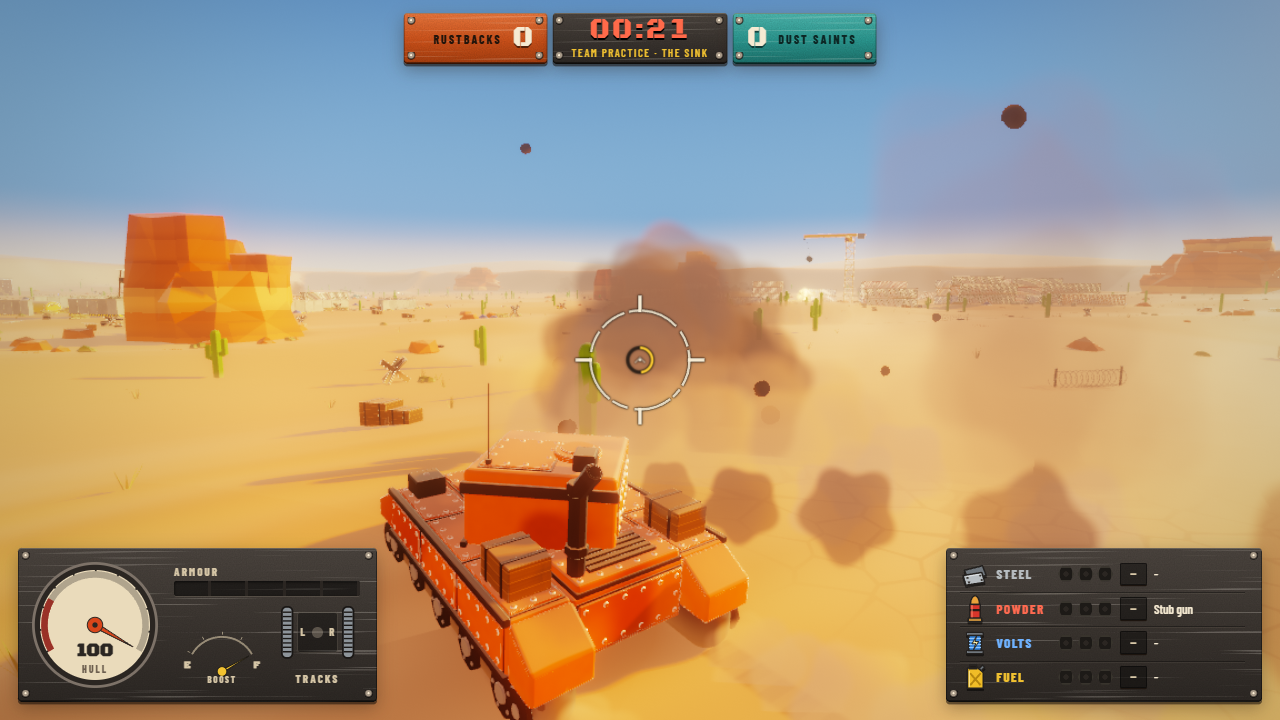 RUSTBACKS 0
00:21
TEAM PRACTICE - THE SINK
0 DUST SAINTS
ARMOUR
100
HULL
E F
BOOST
L R
TRACKS
STEEL - -
POWDER - Stub gun
VOLTS - -
FUEL - -